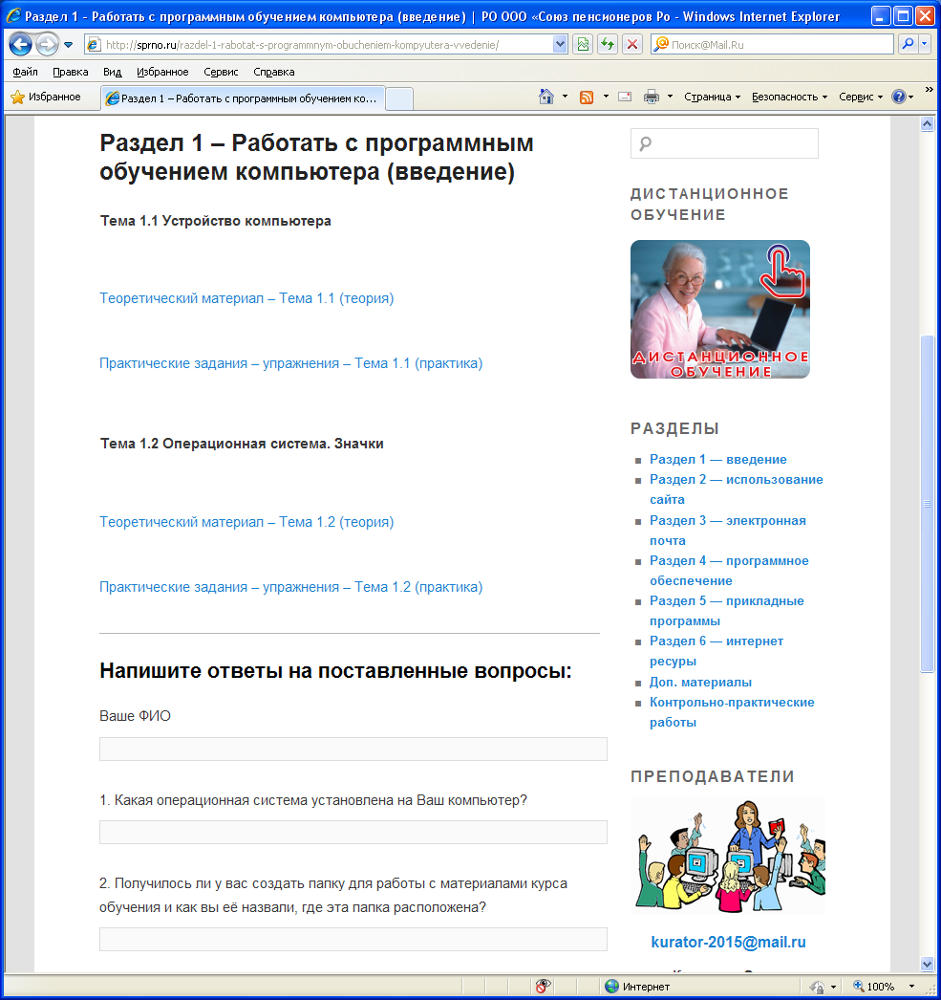 Раздел 1 – Работать с программным обучением компьютера (введение) | РО ООО «Союз пенсионеров Ро - Windows Internet Explorer
http://sprno.ru/razdel-1-rabotat-s-programmnym-obucheniem-kompyutera-vvedenie/
Поиск@Mail.Ru
Файл Правка Вид Избранное Сервис Справка
Избранное
Раздел 1 – Работать с программным обучением ко...
Страница Безопасность Сервис
Раздел 1 – Работать с программным
обучением компьютера (введение)
Тема 1.1 Устройство компьютера
Теоретический материал – Тема 1.1 (теория)
Практические задания – упражнения – Тема 1.1 (практика)
Тема 1.2 Операционная система. Значки
Теоретический материал – Тема 1.2 (теория)
Практические задания – упражнения – Тема 1.2 (практика)
Напишите ответы на поставленные вопросы:
Ваше ФИО
1. Какая операционная система установлена на Ваш компьютер?
2. Получилось ли у вас создать папку для работы с материалами курса
обучения и как вы её назвали, где эта папка расположена?
ДИСТАНЦИОННОЕ
ОБУЧЕНИЕ
ДИСТАНЦИОННОЕ
ОБУЧЕНИЕ
РАЗДЕЛЫ
Раздел 1 — введение
Раздел 2 — использование
сайта
Раздел 3 — электронная
почта
Раздел 4 — программное
обеспечение
Раздел 5 — прикладные
программы
Раздел 6 — интернет
ресуры
Доп. материалы
Контрольно-практические
работы
ПРЕПОДАВАТЕЛИ
kurator-2015@mail.ru
Интернет
100%